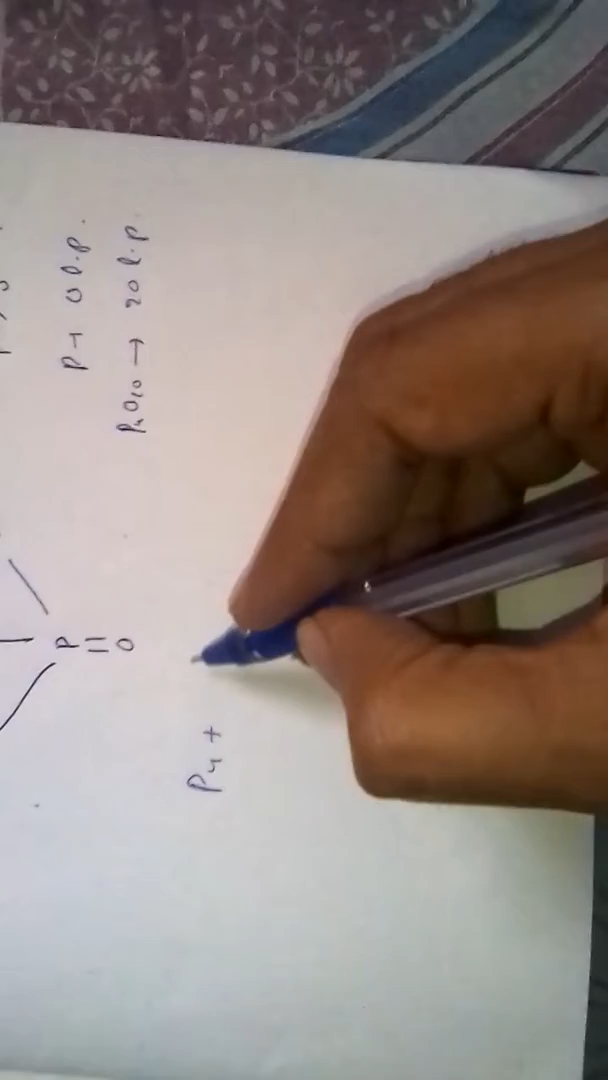 P → 0 l.p.
P₄O₁₀ → 20 l.p.
P = O
P₄ +